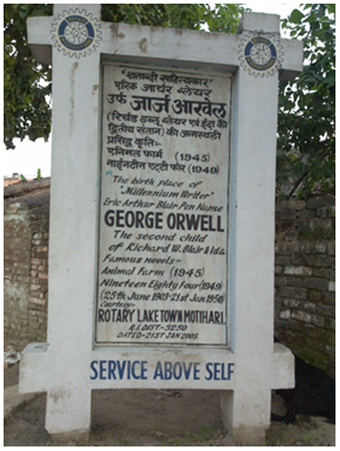 'शताब्दी साहित्यकार'
एरिक आर्थर ब्लेयर
उर्फ जार्ज आरवेल
(रिचर्ड डब्लू ब्लेयर एवं ईदा की
द्वितीय संतान) की जन्मस्थली
प्रसिद्ध कृति:-
एनिमल फार्म (1945)
नाईनटीन एट्टी फोर (1949)
The birth place of
'Millennium Writer'
Eric Arthur Blair Pen Name
GEORGE ORWELL
The second child
of Richard W. Blair & Ida.
Famous novels-
Animal Farm (1945)
Nineteen Eighty Four (1949)
(25th June 1903-21st Jan 1950)
Courtesy:-
ROTARY LAKE TOWN MOTIHARI.
R.I. DIST-3250
DATED-21st JAN 2005
SERVICE ABOVE SELF